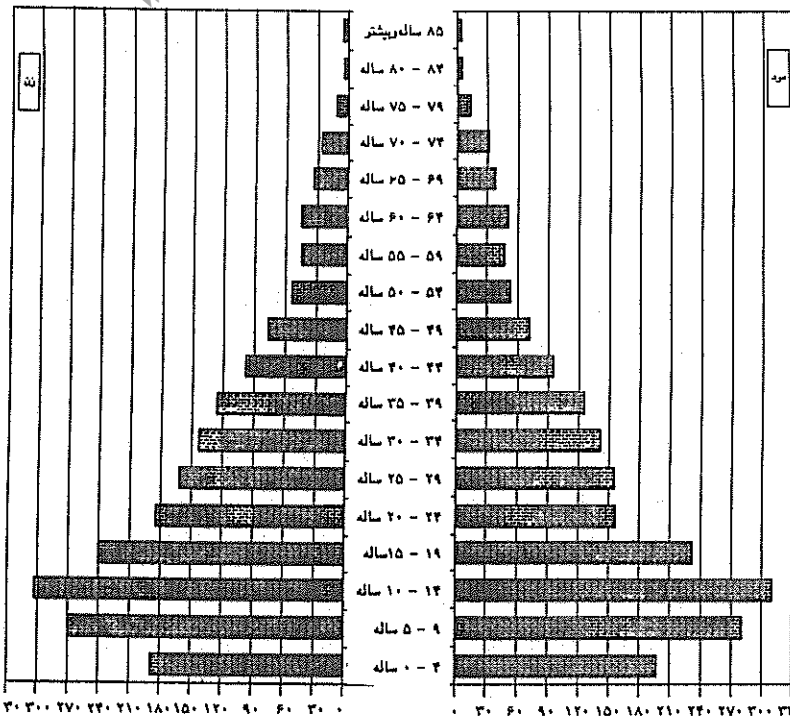 زن
مرد
۸۵ ساله وبیشتر
۸۰ - ۸۴ ساله
۷۵ - ۷۹ ساله
۷۰ - ۷۴ ساله
۶۵ - ۶۹ ساله
۶۰ - ۶۴ ساله
۵۵ - ۵۹ ساله
۵۰ - ۵۴ ساله
۴۵ - ۴۹ ساله
۴۰ - ۴۴ ساله
۳۵ - ۳۹ ساله
۳۰ - ۳۴ ساله
۲۵ - ۲۹ ساله
۲۰ - ۲۴ ساله
۱۵ - ۱۹ساله
۱۰ - ۱۴ ساله
۵ - ۹ ساله
۰ - ۴ ساله
۳۰۰ ۲۷۰ ۲۴۰ ۲۱۰ ۱۸۰ ۱۵۰ ۱۲۰ ۹۰ ۶۰ ۳۰ ۰
۰ ۳۰ ۶۰ ۹۰ ۱۲۰ ۱۵۰ ۱۸۰ ۲۱۰ ۲۴۰ ۲۷۰ ۳۰۰